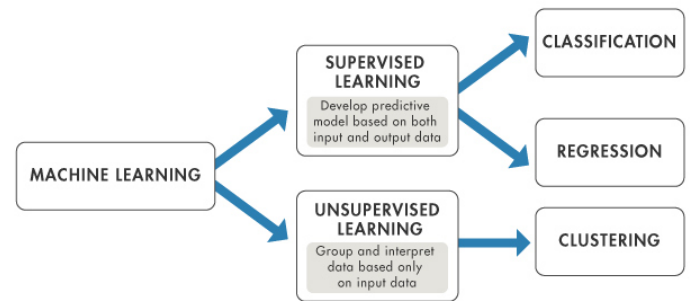 MACHINE LEARNING
SUPERVISED
LEARNING
Develop predictive
model based on both
input and output data
UNSUPERVISED
LEARNING
Group and interpret
data based only
on input data
CLASSIFICATION
REGRESSION
CLUSTERING